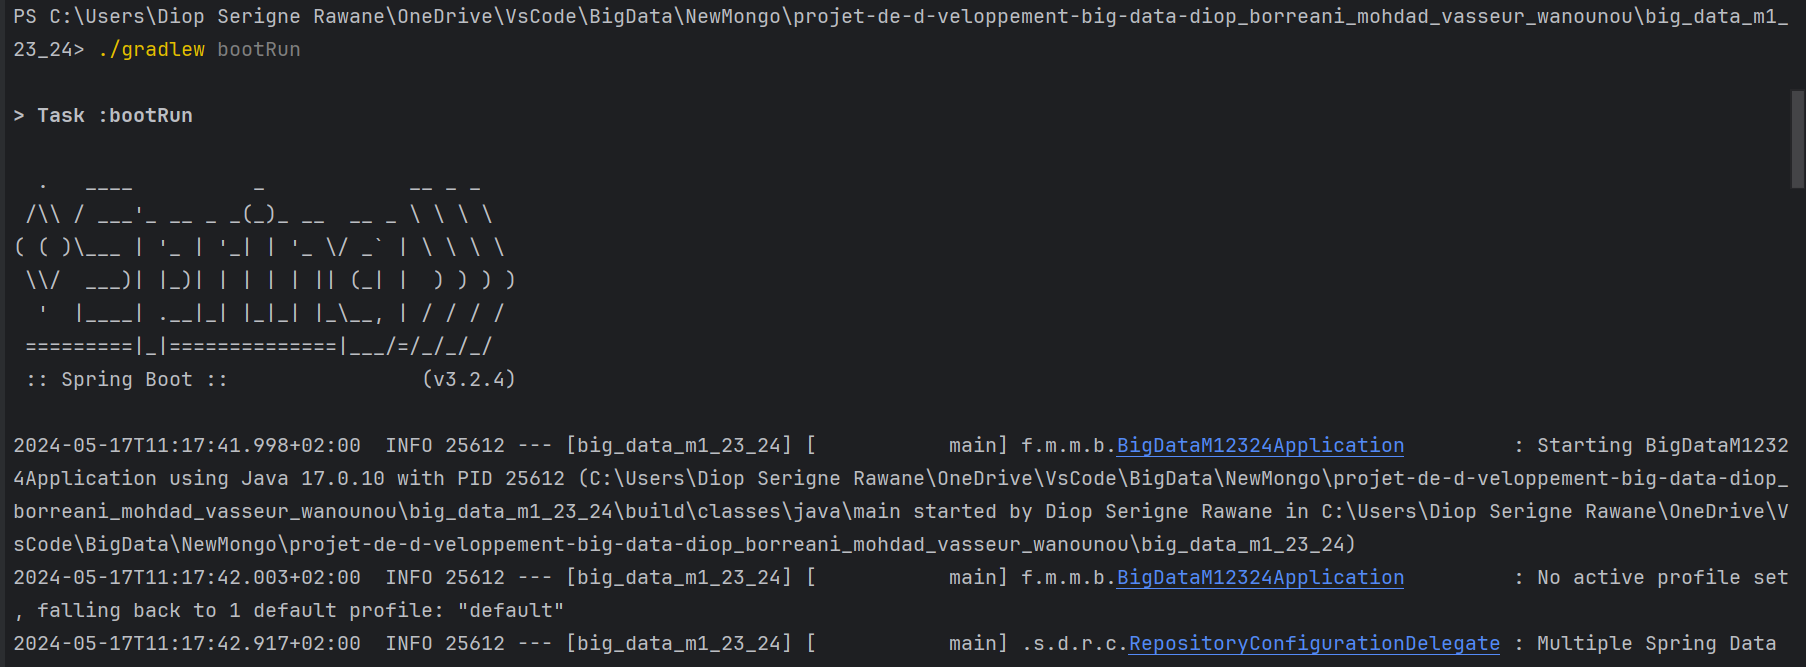 PS C:\Users\Diop Serigne Rawane\OneDrive\VsCode\BigData\NewMongo\projet-de-d-veloppement-big-data-diop_borreani_mohdad_vasseur_wanounou\big_data_m1_
23_24> ./gradlew bootRun
> Task :bootRun
  .   ____          _            __ _ _
 /\\ / ___'_ __ _ _(_)_ __  __ _ \ \ \ \
( ( )\___ | '_ | '_| | '_ \/ _` | \ \ \ \
 \\/  ___)| |_)| | | | | || (_| |  ) ) ) )
  '  |____| .__|_| |_|_| |_\__, | / / / /
 =========|_|==============|___/=/_/_/_/
 :: Spring Boot ::                (v3.2.4)
2024-05-17T11:17:41.998+02:00  INFO 25612 --- [big_data_m1_23_24] [           main] f.m.m.b.BigDataM12324Application         : Starting BigDataM1232
4Application using Java 17.0.10 with PID 25612 (C:\Users\Diop Serigne Rawane\OneDrive\VsCode\BigData\NewMongo\projet-de-d-veloppement-big-data-diop_
borreani_mohdad_vasseur_wanounou\big_data_m1_23_24\build\classes\java\main started by Diop Serigne Rawane in C:\Users\Diop Serigne Rawane\OneDrive\V
sCode\BigData\NewMongo\projet-de-d-veloppement-big-data-diop_borreani_mohdad_vasseur_wanounou\big_data_m1_23_24)
2024-05-17T11:17:42.003+02:00  INFO 25612 --- [big_data_m1_23_24] [           main] f.m.m.b.BigDataM12324Application         : No active profile set
, falling back to 1 default profile: "default"
2024-05-17T11:17:42.917+02:00  INFO 25612 --- [big_data_m1_23_24] [           main] .s.d.r.c.RepositoryConfigurationDelegate : Multiple Spring Data